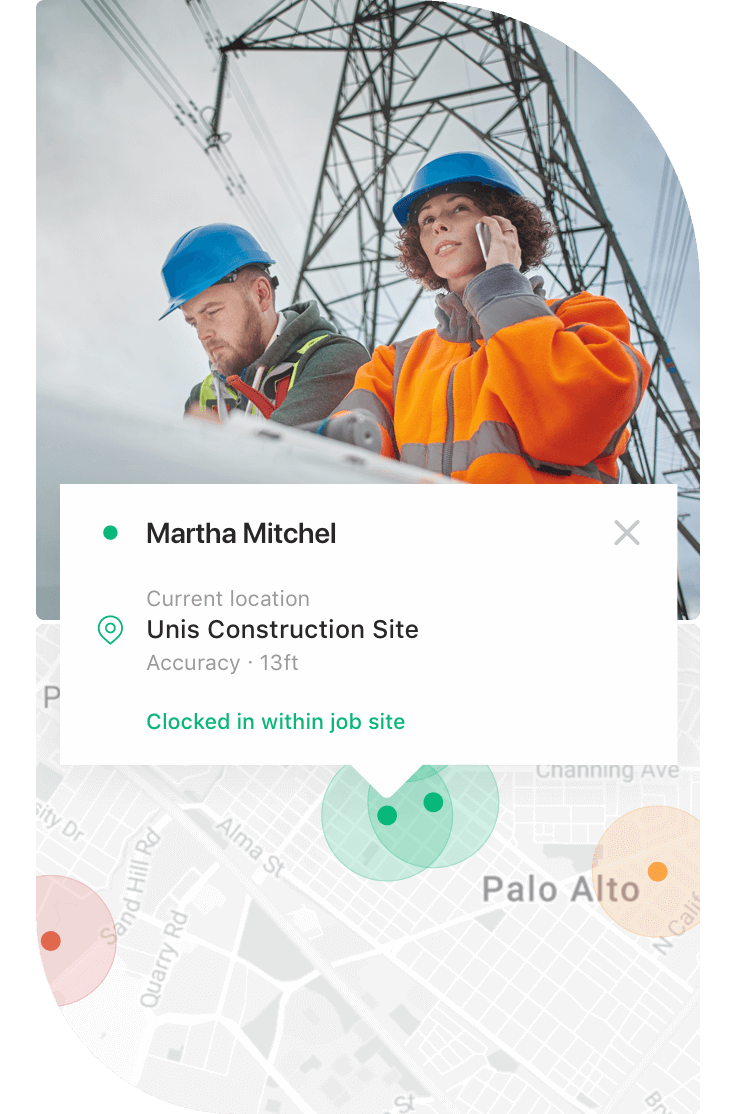 Martha Mitchel
Current location
Unis Construction Site
Accuracy · 13ft
Clocked in within job site
P
Channing Ave
sity Dr
Alma St
Sand Hill Rd
Palo Alto
Quarry Rd
N Calif
St